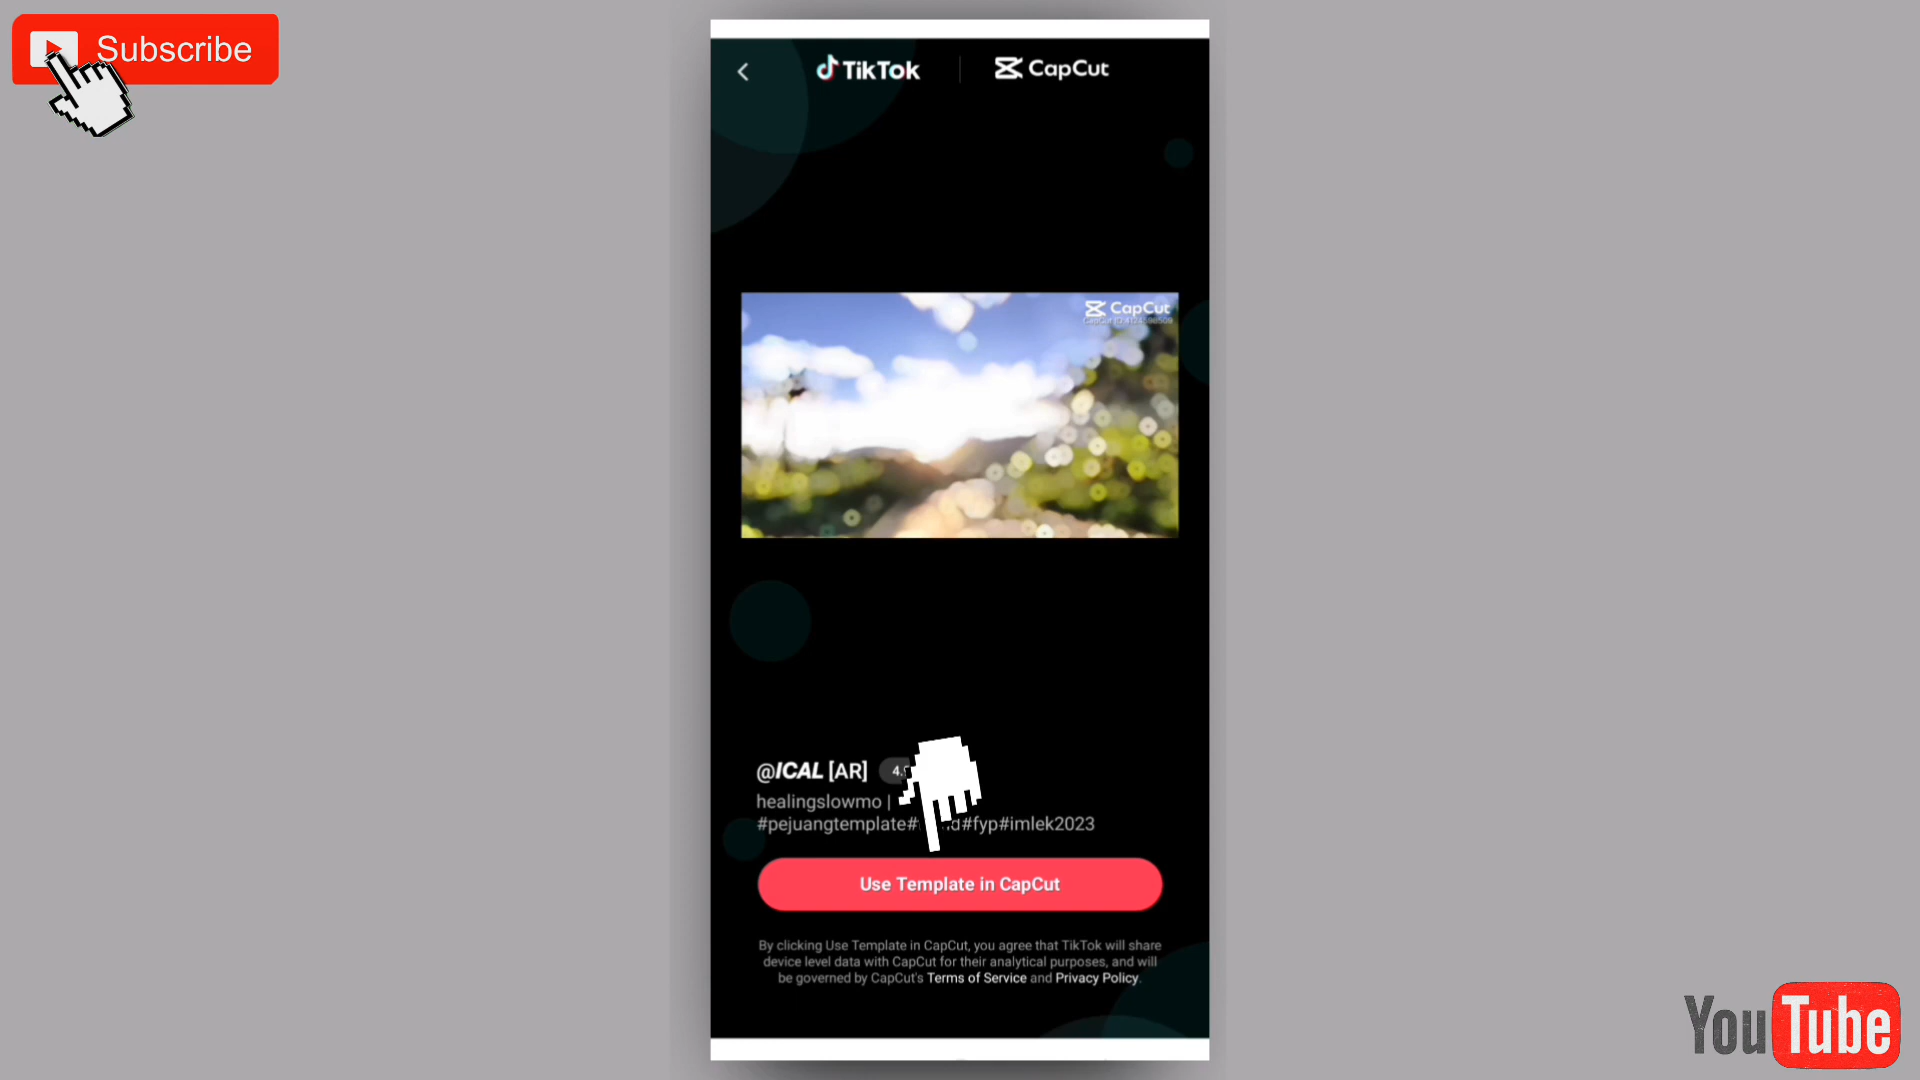 Subscribe
TikTok
CapCut
CapCut
@ICAL [AR]
healingslowmo |
#pejuangtemplate# #fyp#imlek2023
Use Template in CapCut
By clicking Use Template in CapCut, you agree that TikTok will share
device level data with CapCut for their analytical purposes, and will
be governed by CapCut's Terms of Service and Privacy Policy.
YouTube